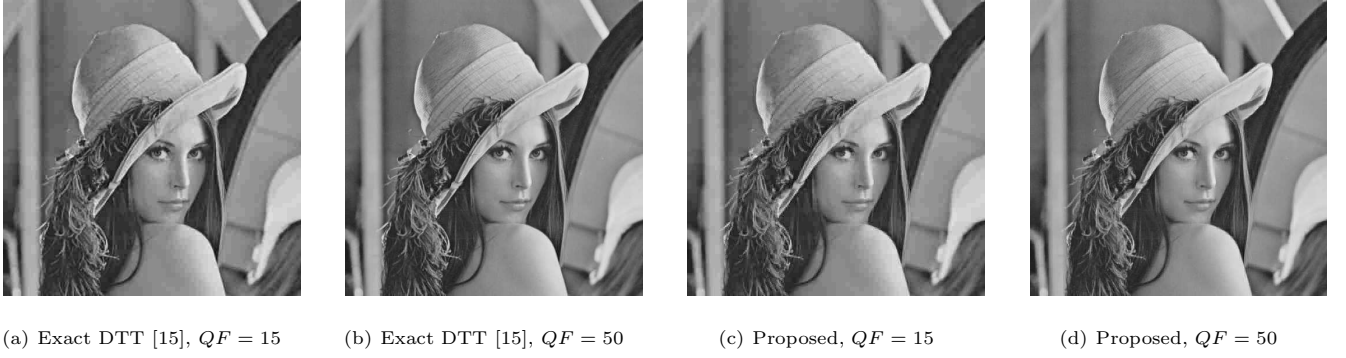 (a) Exact DTT [15], QF = 15
(b) Exact DTT [15], QF = 50
(c) Proposed, QF = 15
(d) Proposed, QF = 50